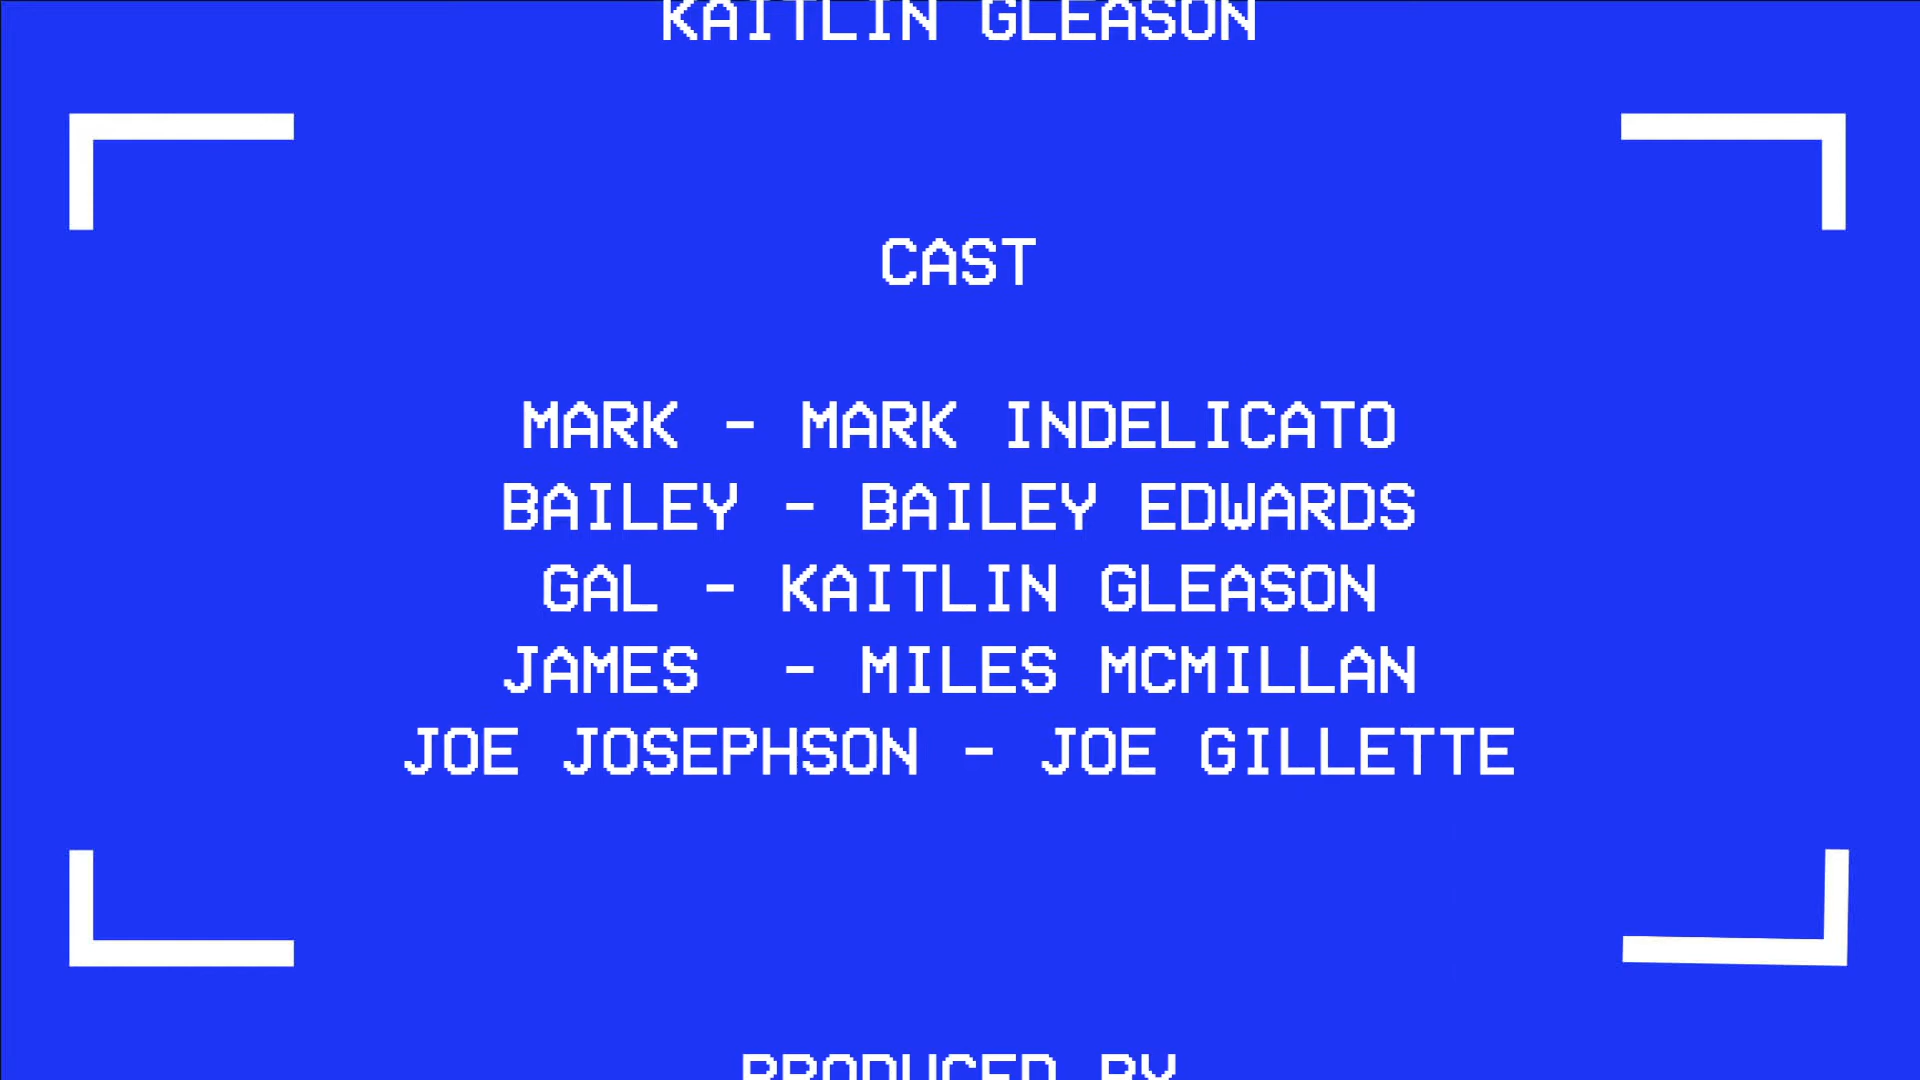 KAITLIN GLEASON
CAST
MARK - MARK INDELICATO
BAILEY - BAILEY EDWARDS
GAL - KAITLIN GLEASON
JAMES  - MILES MCMILLAN
JOE JOSEPHSON - JOE GILLETTE
PRODUCED BY